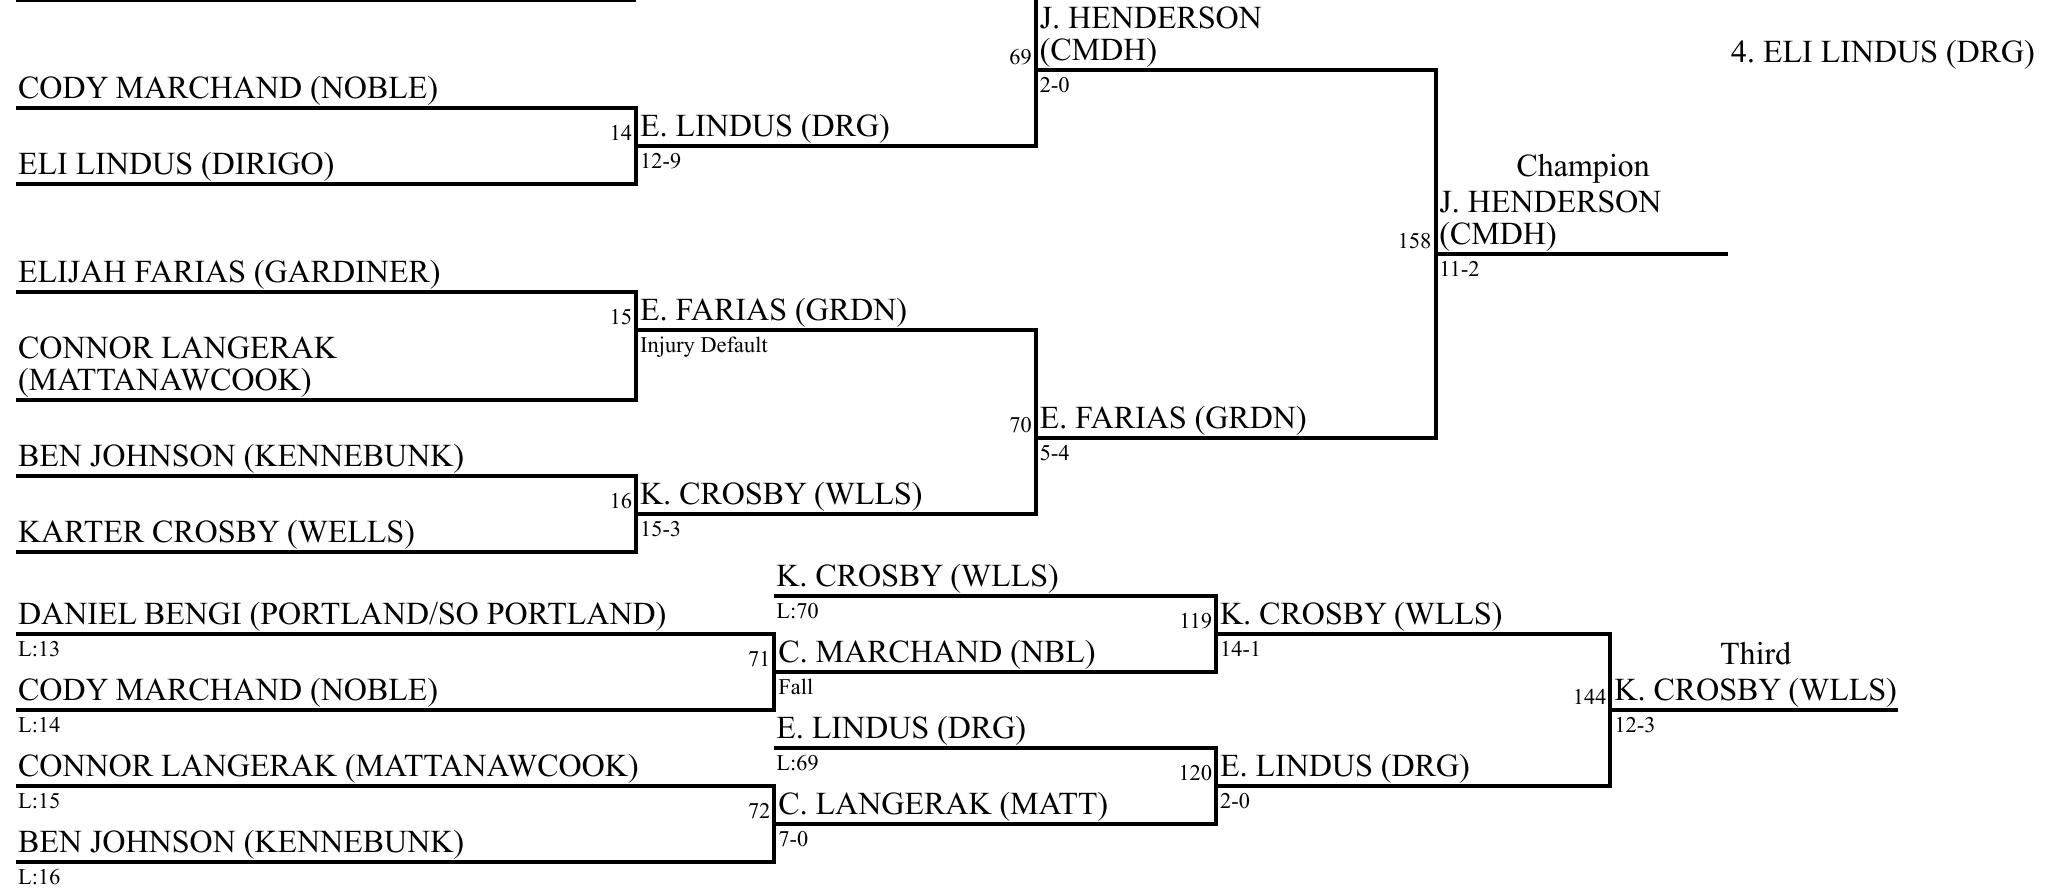 J. HENDERSON
(CMDH)
69
2-0
4. ELI LINDUS (DRG)
CODY MARCHAND (NOBLE)
14
E. LINDUS (DRG)
12-9
ELI LINDUS (DIRIGO)
Champion
J. HENDERSON
(CMDH)
158
11-2
ELIJAH FARIAS (GARDINER)
15
E. FARIAS (GRDN)
Injury Default
CONNOR LANGERAK
(MATTANAWCOOK)
70
E. FARIAS (GRDN)
5-4
BEN JOHNSON (KENNEBUNK)
16
K. CROSBY (WLLS)
15-3
KARTER CROSBY (WELLS)
K. CROSBY (WLLS)
L:70
DANIEL BENGI (PORTLAND/SO PORTLAND)
L:13
119
K. CROSBY (WLLS)
14-1
71
C. MARCHAND (NBL)
Fall
CODY MARCHAND (NOBLE)
L:14
Third
144
K. CROSBY (WLLS)
12-3
E. LINDUS (DRG)
L:69
CONNOR LANGERAK (MATTANAWCOOK)
L:15
120
E. LINDUS (DRG)
2-0
72
C. LANGERAK (MATT)
7-0
BEN JOHNSON (KENNEBUNK)
L:16